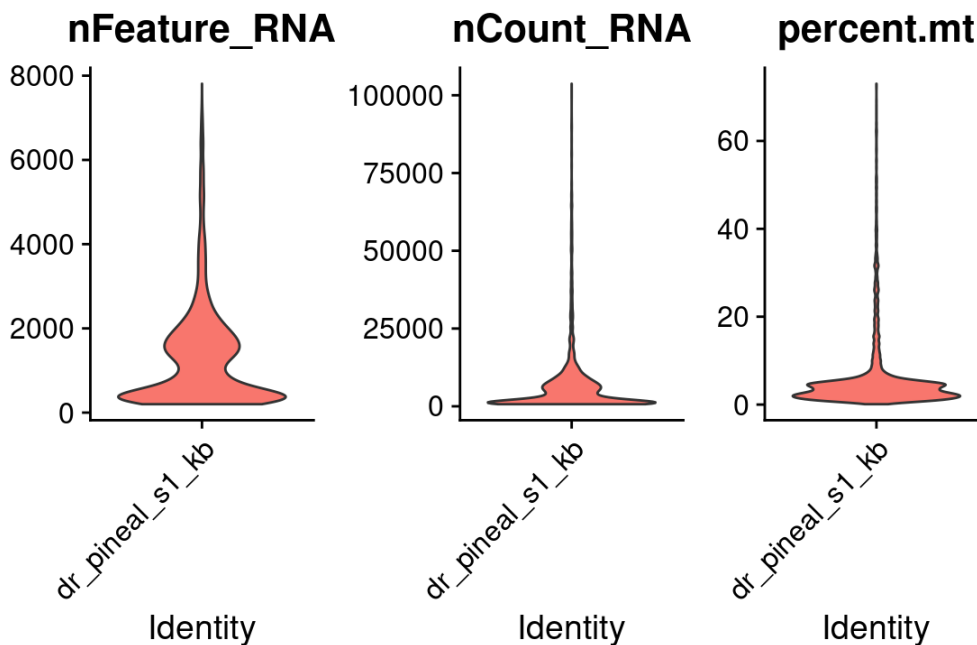 nFeature_RNA
8000
6000
4000
2000
0
dr_pineal_s1_kb
Identity
nCount_RNA
100000
75000
50000
25000
0
dr_pineal_s1_kb
Identity
percent.mt
60
40
20
0
dr_pineal_s1_kb
Identity